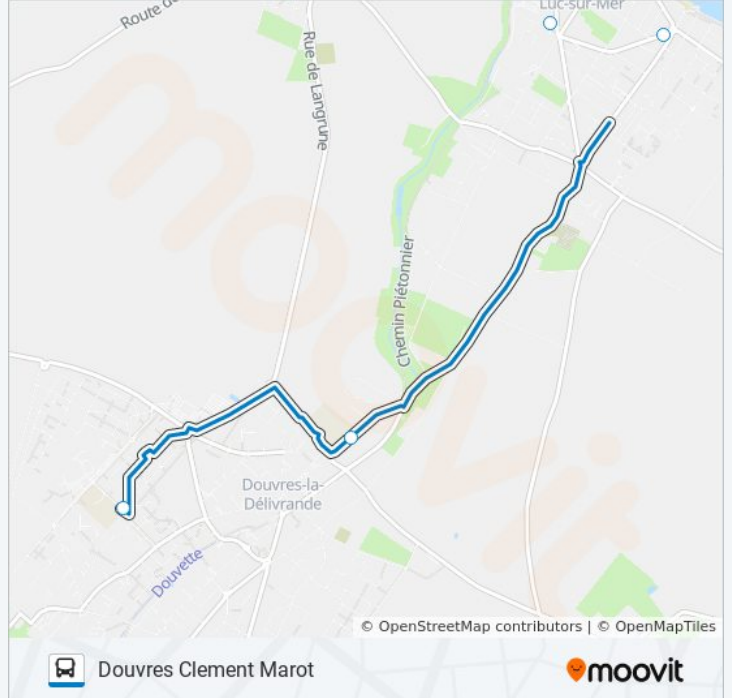 Luc-sur-Mer
Route de
Rue de Langrune
Chemin Piétonnier
Douvres-la-
Délivrande
Douvette
moovit
© OpenStreetMap contributors | © OpenMapTiles
Douvres Clement Marot
moovit